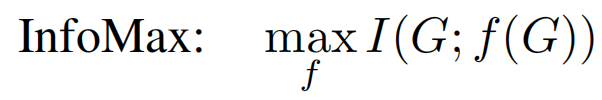 InfoMax: max I(G; f(G))
f